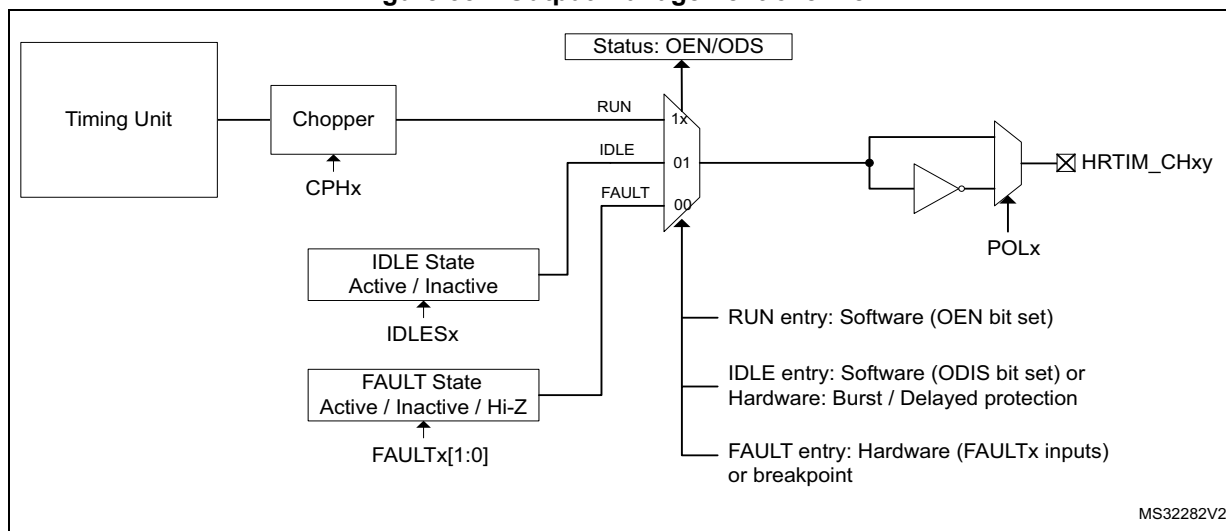 Status: OEN/ODS
Timing Unit
Chopper
CPHx
RUN
IDLE
FAULT
1x
01
00
HRTIM_CHxy
POLx
IDLE State
Active / Inactive
IDLESx
FAULT State
Active / Inactive / Hi-Z
FAULTx[1:0]
RUN entry: Software (OEN bit set)
IDLE entry: Software (ODIS bit set) or
Hardware: Burst / Delayed protection
FAULT entry: Hardware (FAULTx inputs)
or breakpoint
MS32282V2